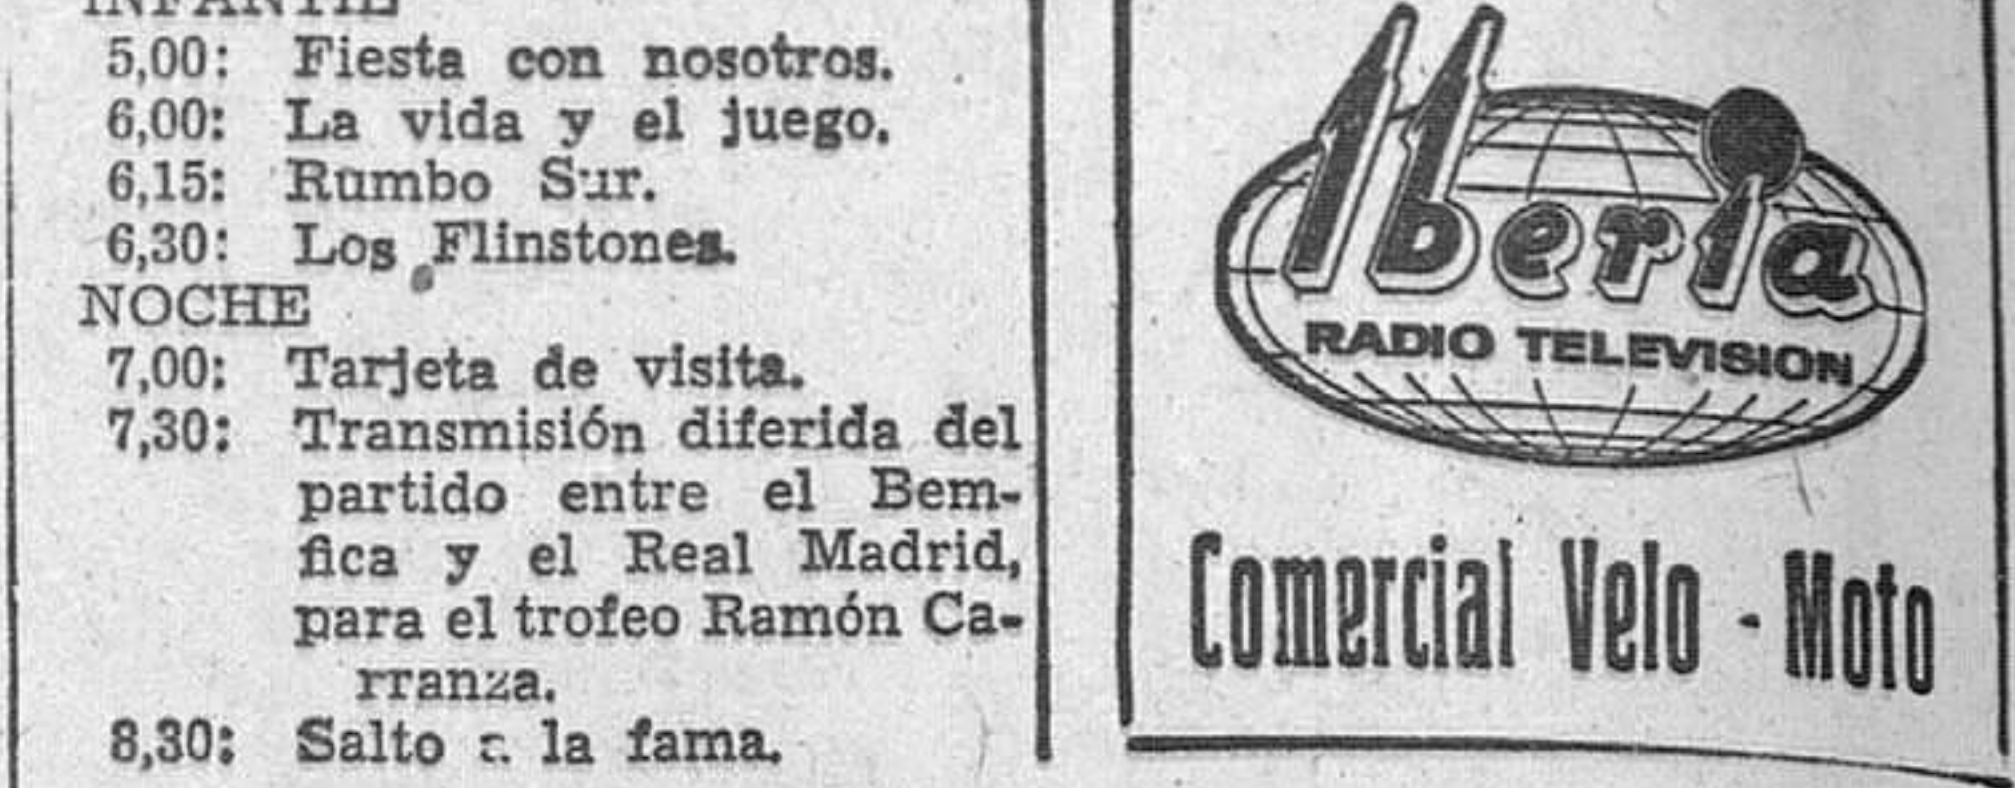 INFANTIL
5,00: Fiesta con nosotros.
6,00: La vida y el juego.
6,15: Rumbo Sur.
6,30: Los Flinstones.
NOCHE
7,00: Tarjeta de visita.
7,30: Transmisión diferida del
partido entre el Bem-
fica y el Real Madrid,
para el trofeo Ramón Ca-
rranza.
8,30: Salto a la fama.
Iberia
RADIO TELEVISION
Comercial Velo - Moto